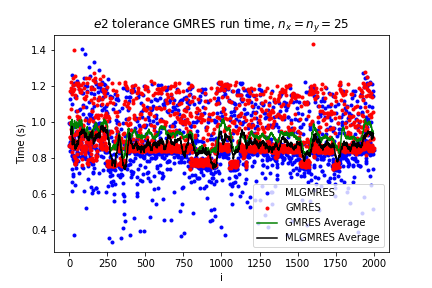 e2 tolerance GMRES run time, nₓ = nᵧ = 25
1.4
1.2
1.0
0.8
0.6
0.4
Time (s)
MLGMRES
GMRES
GMRES Average
MLGMRES Average
0 250 500 750 1000 1250 1500 1750 2000
i